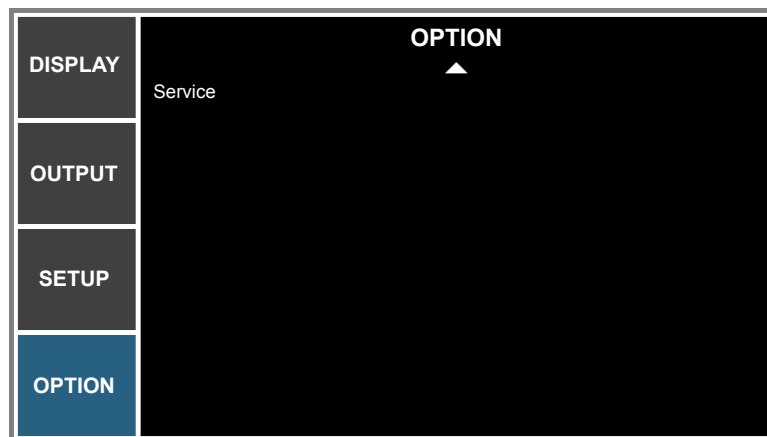 DISPLAY
OUTPUT
SETUP
OPTION
OPTION
Service